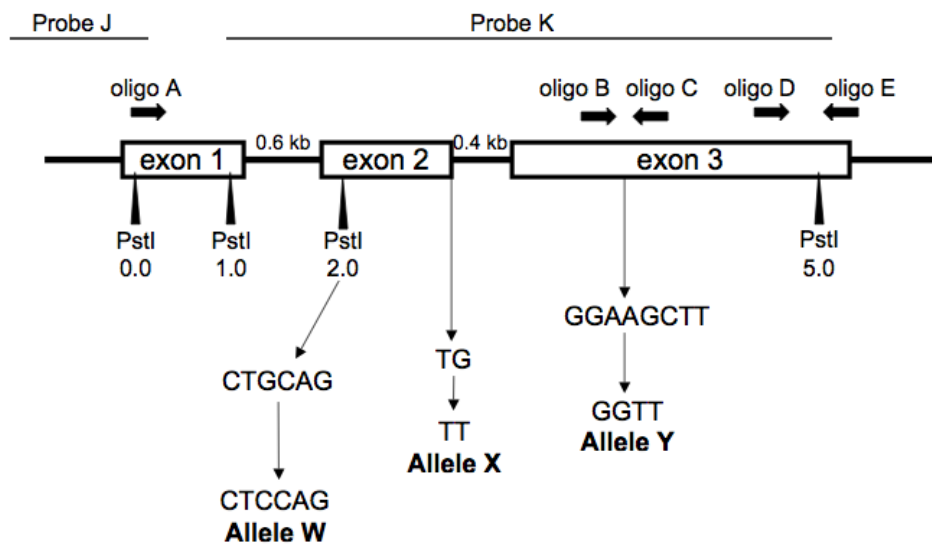 Probe J
Probe K
oligo A
oligo B
oligo C
oligo D
oligo E
0.6 kb
0.4 kb
exon 1
exon 2
exon 3
PstI
0.0
PstI
1.0
PstI
2.0
PstI
5.0
GGAAGCTT
TG
CTGCAG
GGTT
Allele Y
TT
Allele X
CTCCAG
Allele W